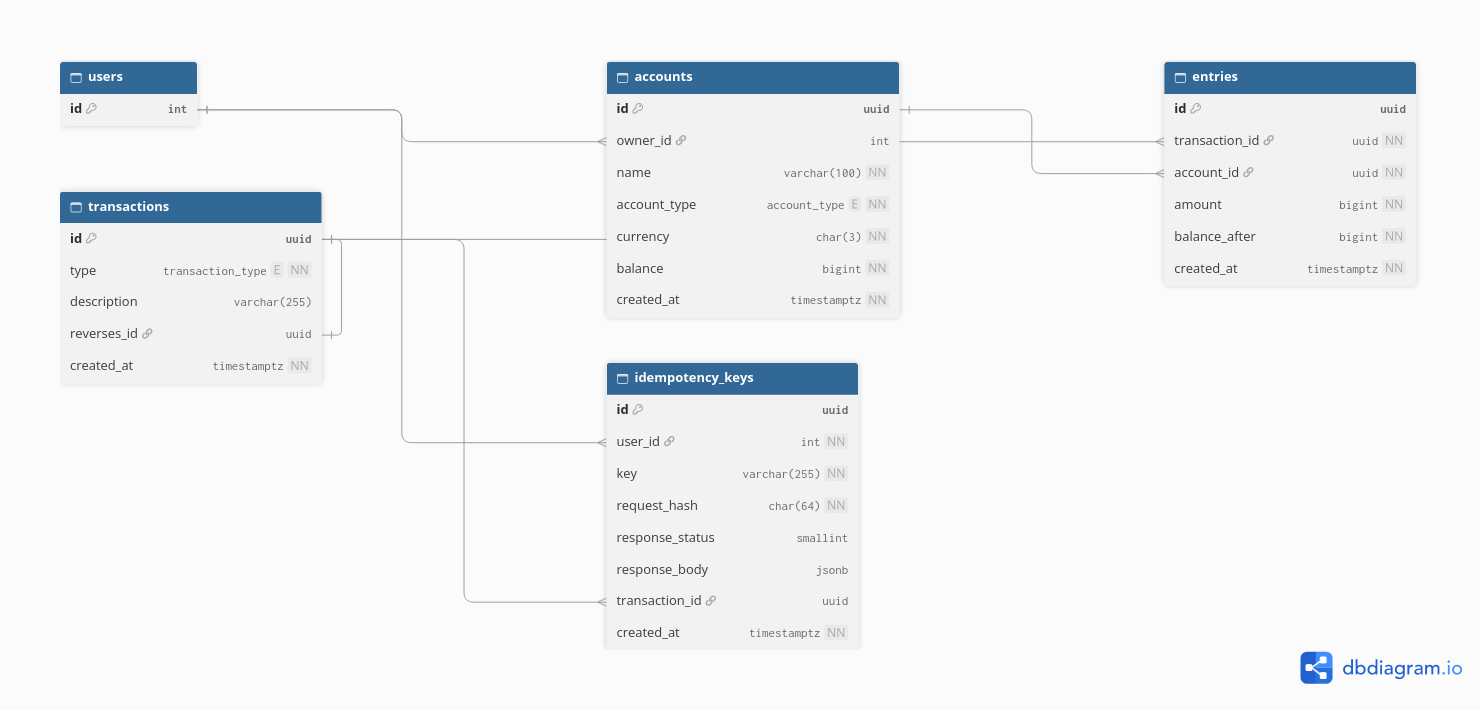 users
id int
transactions
id uuid
type transaction_type E NN
description varchar(255)
reverses_id uuid
created_at timestamptz NN
accounts
id uuid
owner_id int
name varchar(100) NN
account_type account_type E NN
currency char(3) NN
balance bigint NN
created_at timestamptz NN
idempotency_keys
id uuid
user_id int NN
key varchar(255) NN
request_hash char(64) NN
response_status smallint
response_body jsonb
transaction_id uuid
created_at timestamptz NN
entries
id uuid
transaction_id uuid NN
account_id uuid NN
amount bigint NN
balance_after bigint NN
created_at timestamptz NN
dbdiagram.io